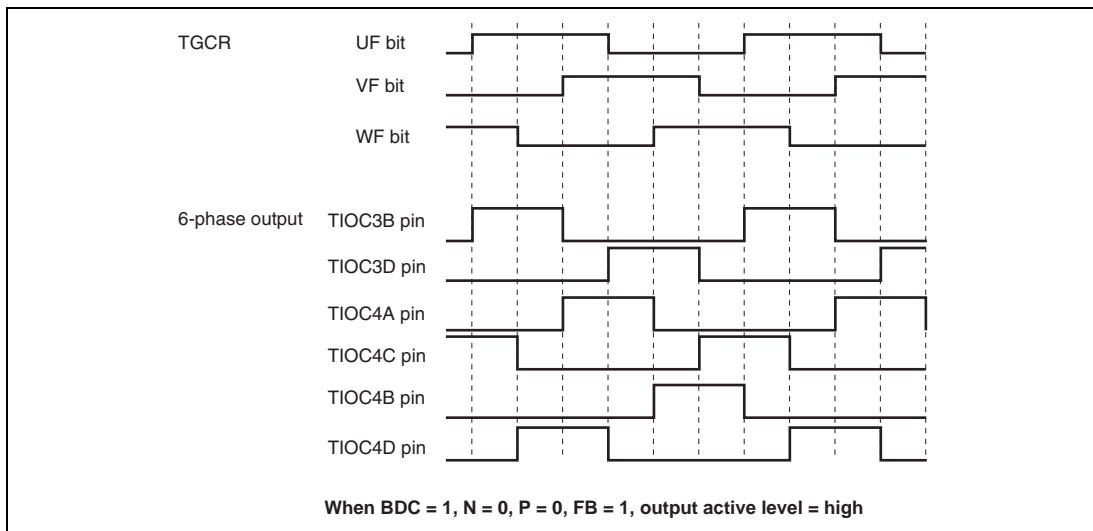 TGCR UF bit
VF bit
WF bit
6-phase output TIOC3B pin
TIOC3D pin
TIOC4A pin
TIOC4C pin
TIOC4B pin
TIOC4D pin
When BDC = 1, N = 0, P = 0, FB = 1, output active level = high